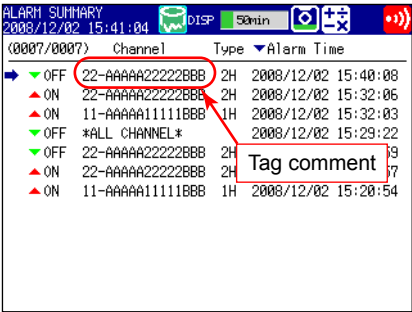 ALARM SUMMARY
2008/12/02 15:41:04 DISP 50min
(0007/0007) Channel Type ▼Alarm Time
OFF 22-AAAAA22222BBB 2H 2008/12/02 15:40:08
ON 22-AAAAA22222BBB 2H 2008/12/02 15:32:06
ON 11-AAAAA11111BBB 1H 2008/12/02 15:32:03
OFF *ALL CHANNEL* 2008/12/02 15:29:22
OFF 22-AAAAA22222BBB 2H
ON 22-AAAAA22222BBB 2H
ON 11-AAAAA11111BBB 1H 2008/12/02 15:20:54
Tag comment